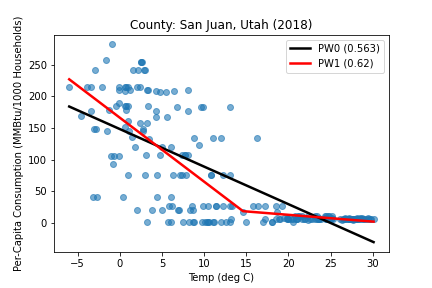 County: San Juan, Utah (2018)
PW0 (0.563)
PW1 (0.62)
Per-Capita Consumption (MMBtu/1000 Households)
250
200
150
100
50
0
−5
0
5
10
15
20
25
30
Temp (deg C)